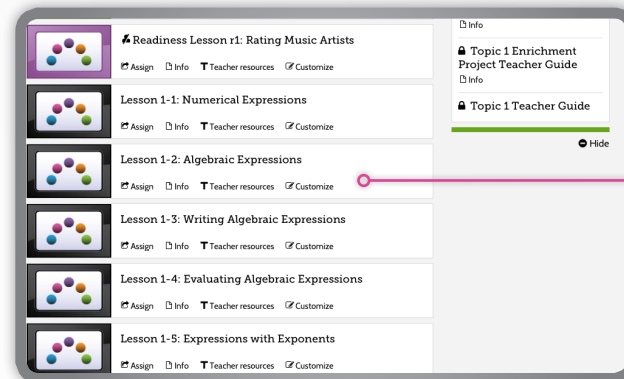 Readiness Lesson r1: Rating Music Artists
Assign Info Teacher resources Customize
Lesson 1-1: Numerical Expressions
Assign Info Teacher resources Customize
Lesson 1-2: Algebraic Expressions
Assign Info Teacher resources Customize
Lesson 1-3: Writing Algebraic Expressions
Assign Info Teacher resources Customize
Lesson 1-4: Evaluating Algebraic Expressions
Assign Info Teacher resources Customize
Lesson 1-5: Expressions with Exponents
Assign Info Teacher resources Customize
Info
Topic 1 Enrichment
Project Teacher Guide
Info
Topic 1 Teacher Guide
Hide